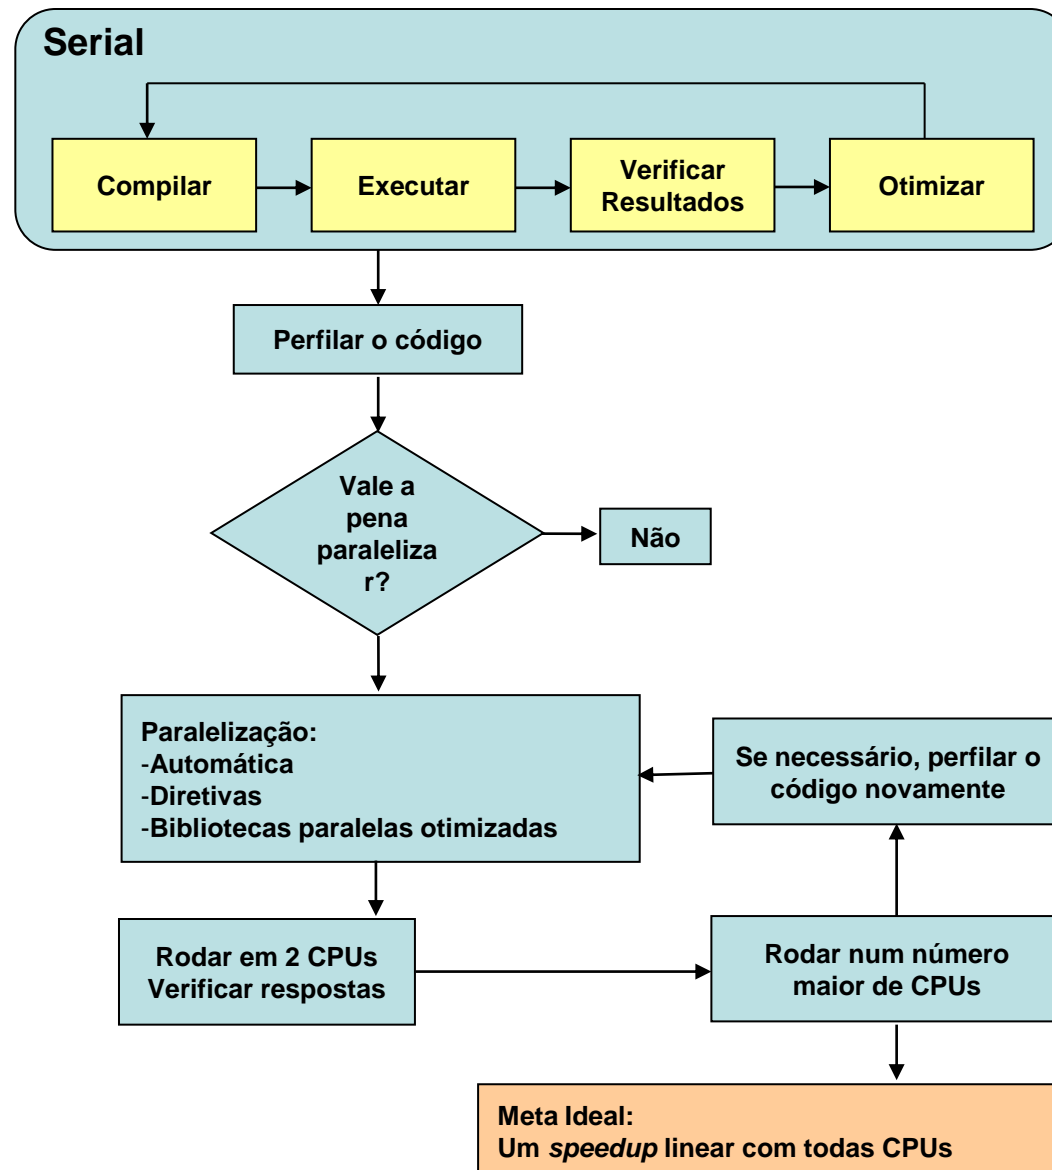 Serial
Compilar
Executar
Verificar
Resultados
Otimizar
Perfilar o código
Vale a
pena
paraleliza
r?
Não
Paralelização:
-Automática
-Diretivas
-Bibliotecas paralelas otimizadas
Se necessário, perfilar o
código novamente
Rodar em 2 CPUs
Verificar respostas
Rodar num número
maior de CPUs
Meta Ideal:
Um speedup linear com todas CPUs